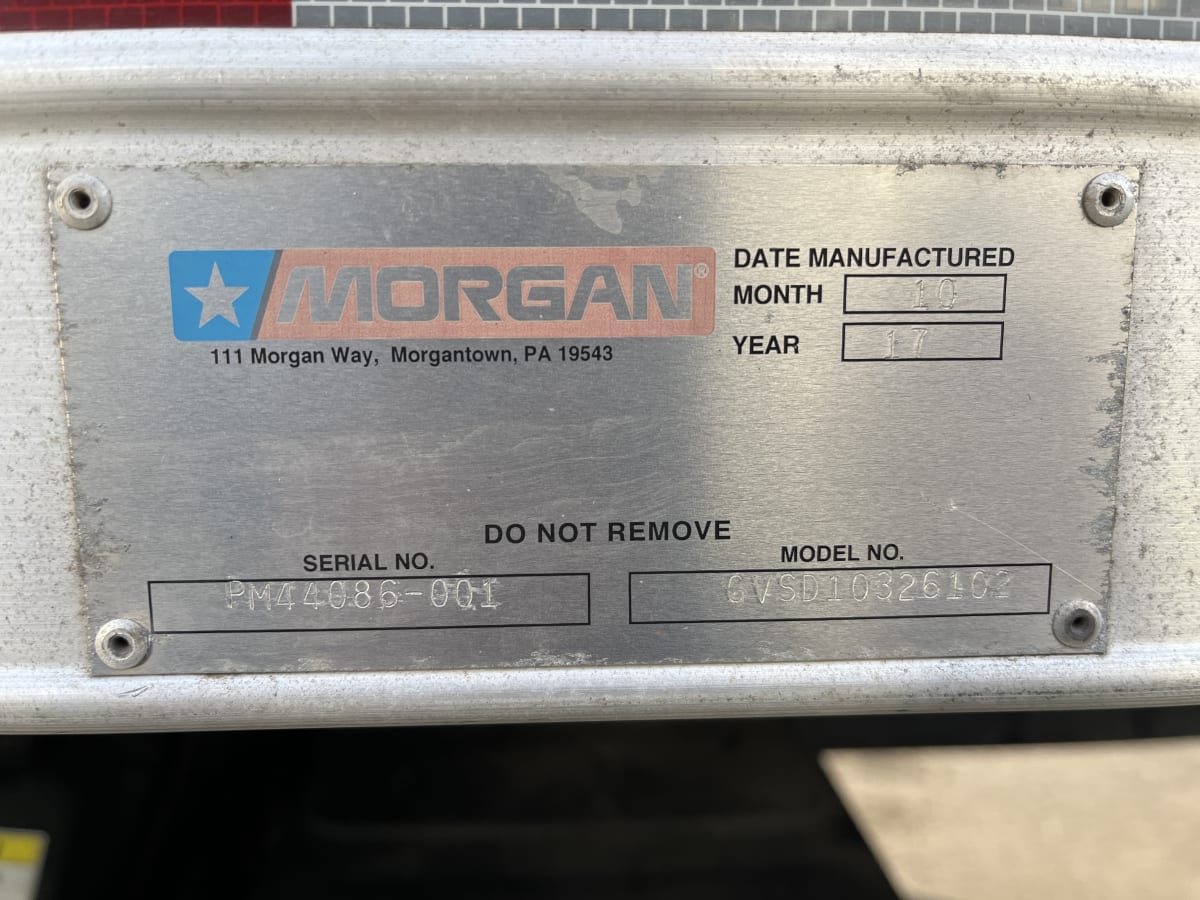 MORGAN®
111 Morgan Way, Morgantown, PA 19543
DATE MANUFACTURED
MONTH 10
YEAR 17
DO NOT REMOVE
SERIAL NO.
PM44086-001
MODEL NO.
GVSD10326102